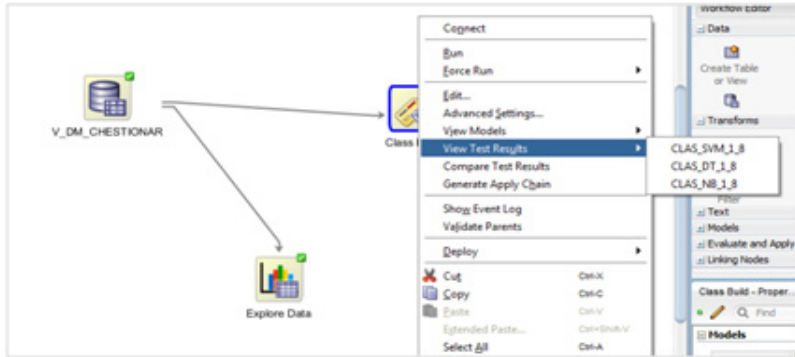 V_DM_CHESTIONAR
Explore Data
Class
Connect
Run
Force Run
Edit...
Advanced Settings...
View Models
View Test Results
Compare Test Results
Generate Apply Chain
Show Event Log
Validate Parents
Deploy
Cut Ctrl-X
Copy Ctrl-C
Paste Ctrl-V
Extended Paste... Ctrl+Shift-V
Select All Ctrl-A
CLAS_SVM_1_8
CLAS_DT_1_8
CLAS_NB_1_8
Workflow Editor
Data
Create Table
or View
Transforms
Filter
Text
Models
Evaluate and Apply
Linking Nodes
Class Build - Proper...
Find
Models